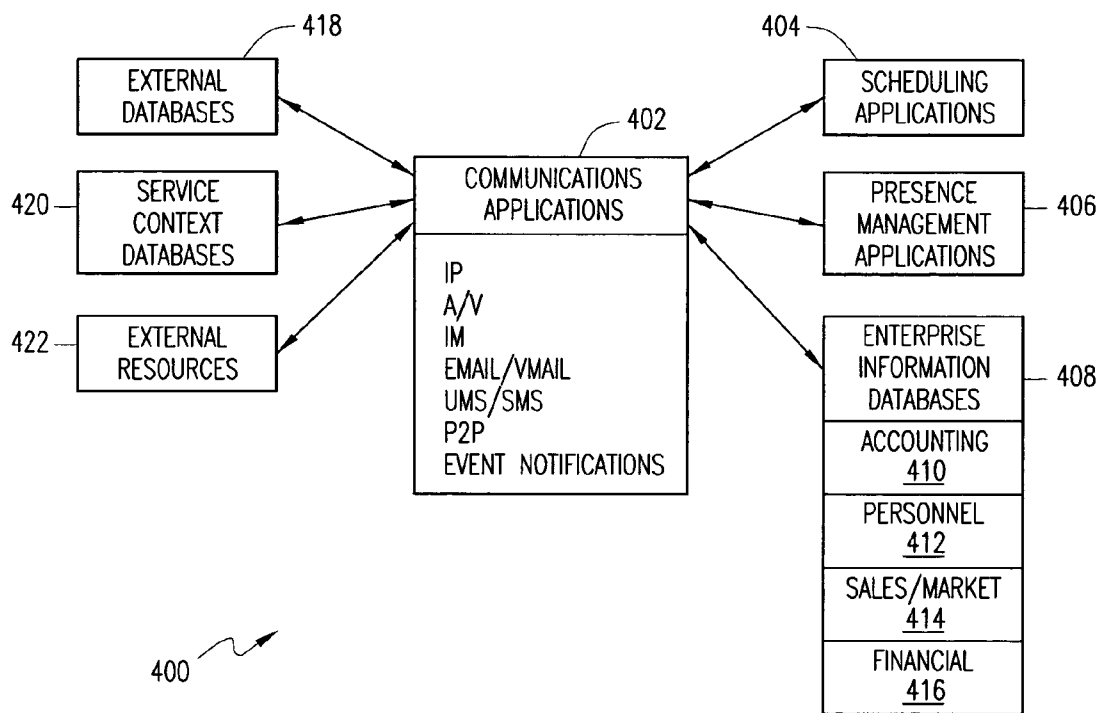 418
EXTERNAL
DATABASES
420
SERVICE
CONTEXT
DATABASES
422
EXTERNAL
RESOURCES
402
COMMUNICATIONS
APPLICATIONS
IP
A/V
IM
EMAIL/VMAIL
UMS/SMS
P2P
EVENT NOTIFICATIONS
404
SCHEDULING
APPLICATIONS
PRESENCE
MANAGEMENT
APPLICATIONS
406
ENTERPRISE
INFORMATION
DATABASES
408
ACCOUNTING
410
PERSONNEL
412
SALES/MARKET
414
FINANCIAL
416
400